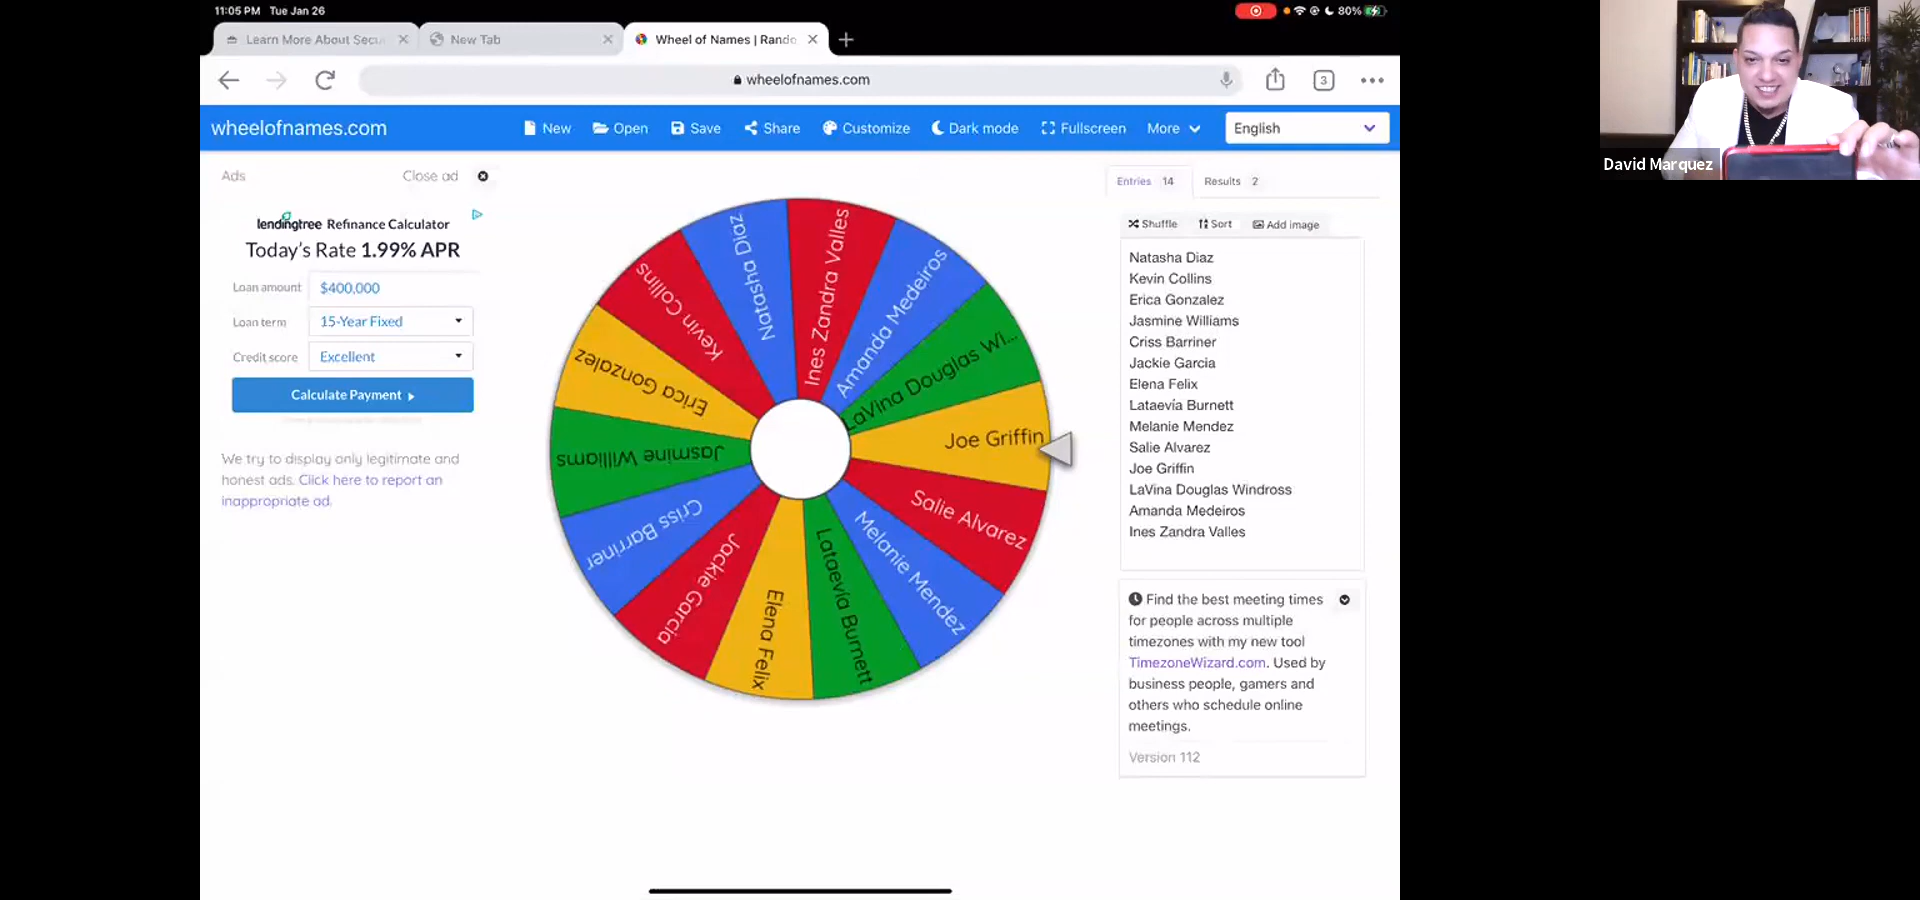 11:05 PM Tue Jan 26
80%
Learn More About Secu
New Tab
Wheel of Names | Rando
wheelofnames.com
3
wheelofnames.com
New
Open
Save
Share
Customize
Dark mode
Fullscreen
More
English
Ads
Close ad
lendingtree Refinance Calculator
Today's Rate 1.99% APR
Loan amount $400,000
Loan term 15-Year Fixed
Credit score Excellent
Calculate Payment
We try to display only legitimate and
honest ads. Click here to report an
inappropriate ad.
Ines Zandra Valles
Amanda Medeiros
LaVina Douglas Wi...
Joe Griffin
Salie Alvarez
Melanie Mendez
Lataevía Burnett
Elena Felix
Jackie Garcia
Criss Barriner
Jasmine Williams
Erica Gonzalez
Kevin Collins
Natasha Diaz
Entries 14
Results 2
Shuffle
Sort
Add image
Natasha Diaz
Kevin Collins
Erica Gonzalez
Jasmine Williams
Criss Barriner
Jackie Garcia
Elena Felix
Lataevía Burnett
Melanie Mendez
Salie Alvarez
Joe Griffin
LaVina Douglas Windross
Amanda Medeiros
Ines Zandra Valles
Find the best meeting times
for people across multiple
timezones with my new tool
TimezoneWizard.com. Used by
business people, gamers and
others who schedule online
meetings.
Version 112
David Marquez